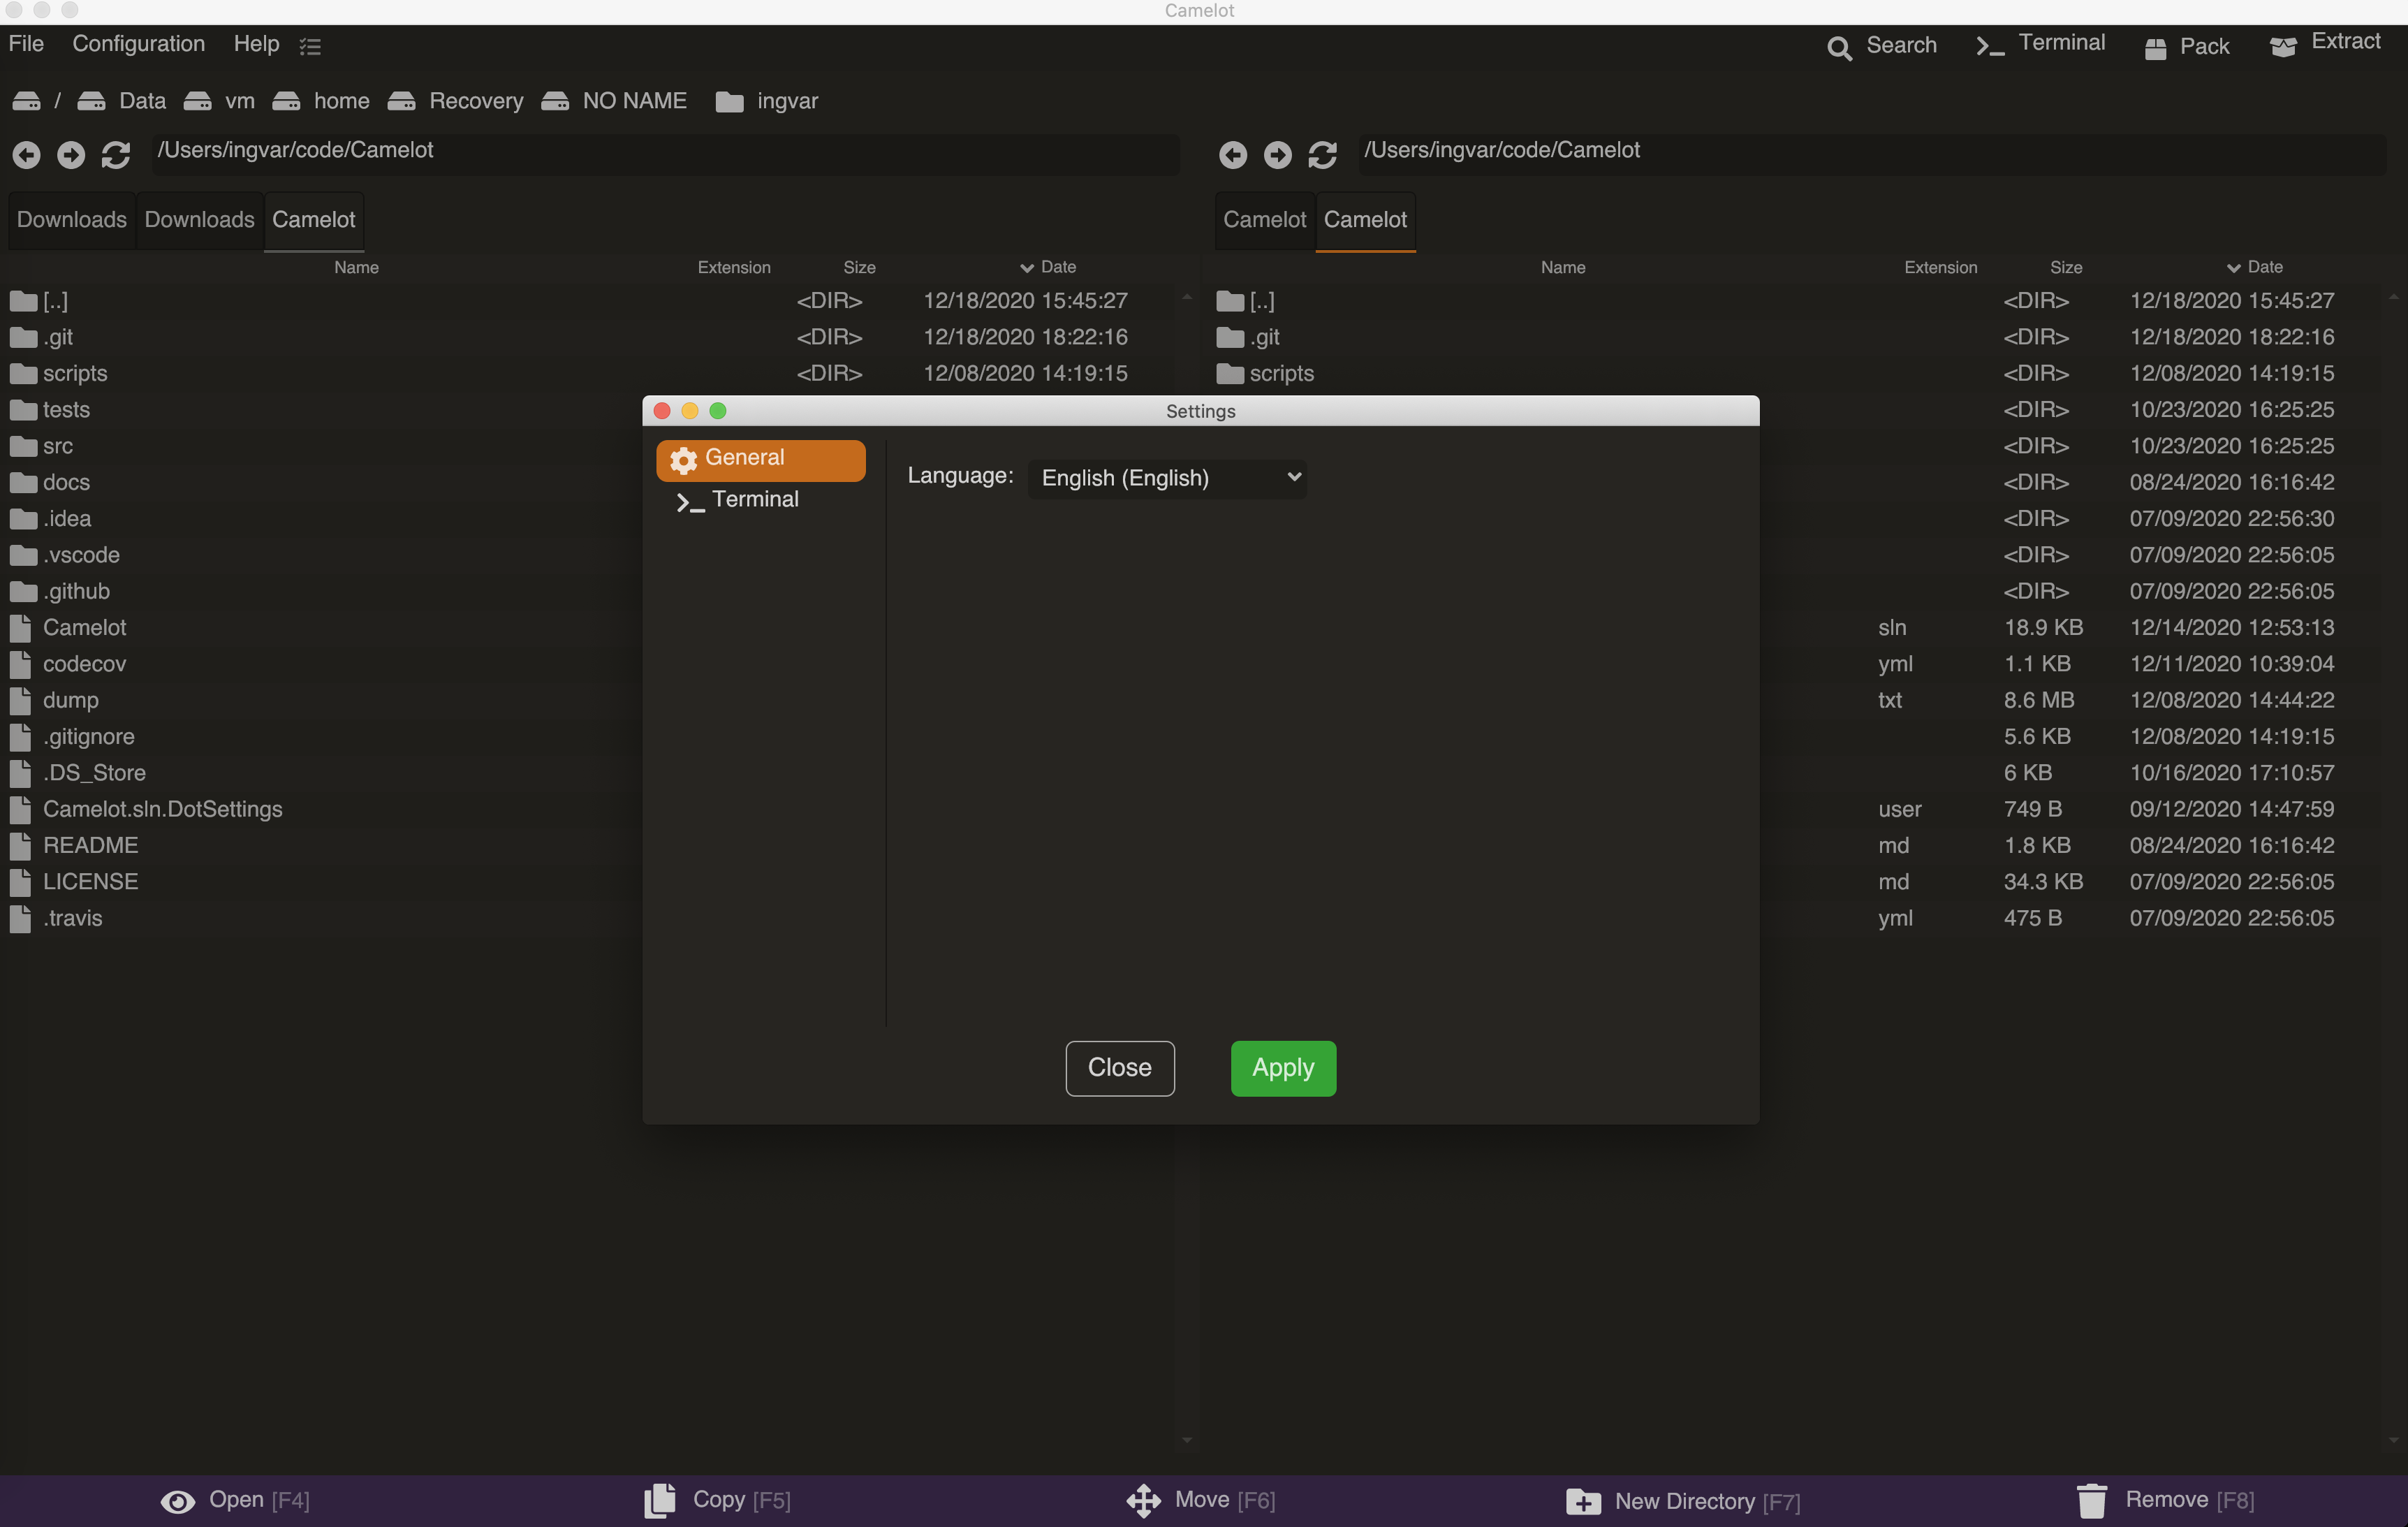 Camelot
File Configuration Help Search >_ Terminal Pack Extract
/ Data vm home Recovery NO NAME ingvar
/Users/ingvar/code/Camelot /Users/ingvar/code/Camelot
Downloads Downloads Camelot Camelot Camelot
Name Extension Size Date Name Extension Size Date
[..] <DIR> 12/18/2020 15:45:27 [..] <DIR> 12/18/2020 15:45:27
.git <DIR> 12/18/2020 18:22:16 .git <DIR> 12/18/2020 18:22:16
scripts <DIR> 12/08/2020 14:19:15 scripts <DIR> 12/08/2020 14:19:15
tests <DIR> 10/23/2020 16:25:25
src <DIR> 10/23/2020 16:25:25
docs <DIR> 08/24/2020 16:16:42
.idea <DIR> 07/09/2020 22:56:30
.vscode <DIR> 07/09/2020 22:56:05
.github <DIR> 07/09/2020 22:56:05
Camelot sln 18.9 KB 12/14/2020 12:53:13
codecov yml 1.1 KB 12/11/2020 10:39:04
dump txt 8.6 MB 12/08/2020 14:44:22
.gitignore 5.6 KB 12/08/2020 14:19:15
.DS_Store 6 KB 10/16/2020 17:10:57
Camelot.sln.DotSettings user 749 B 09/12/2020 14:47:59
README md 1.8 KB 08/24/2020 16:16:42
LICENSE md 34.3 KB 07/09/2020 22:56:05
.travis yml 475 B 07/09/2020 22:56:05
Settings
General
>_ Terminal
Language: English (English)
Close Apply
Open [F4] Copy [F5] Move [F6] New Directory [F7] Remove [F8]